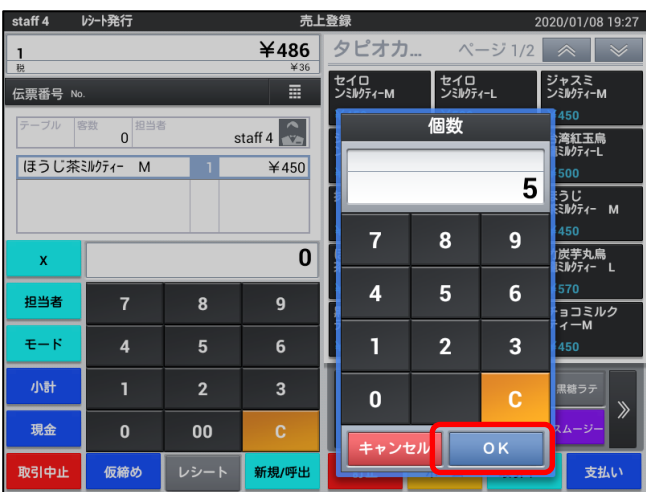 staff 4 ﾚｼｰﾄ発行 売上登録 2020/01/08 19:27
1 ¥486
税 ¥36
伝票番号 No.
テーブル 客数 0 担当者 staff 4
ほうじ茶ﾐﾙｸﾃｨｰ M 1 ¥450
x 0
担当者 7 8 9
モード 4 5 6
小計 1 2 3
現金 0 00 C
取引中止 仮締め レシート 新規/呼出
タピオカ... ページ 1/2
セイロ
ンﾐﾙｸﾃｨｰM
セイロ
ンﾐﾙｸﾃｨｰL
ジャスミ
ンﾐﾙｸﾃｨｰM
450
湾紅玉烏
ﾐﾙｸﾃｨｰL
500
うじ
ﾐﾙｸﾃｨｰ M
450
炭芋丸烏
ﾐﾙｸﾃｨｰ L
570
ョコミルク
ィーM
450
個数
5
7 8 9
4 5 6
1 2 3
0 C
キャンセル OK
黒糖ラテ
スムージー
支払い